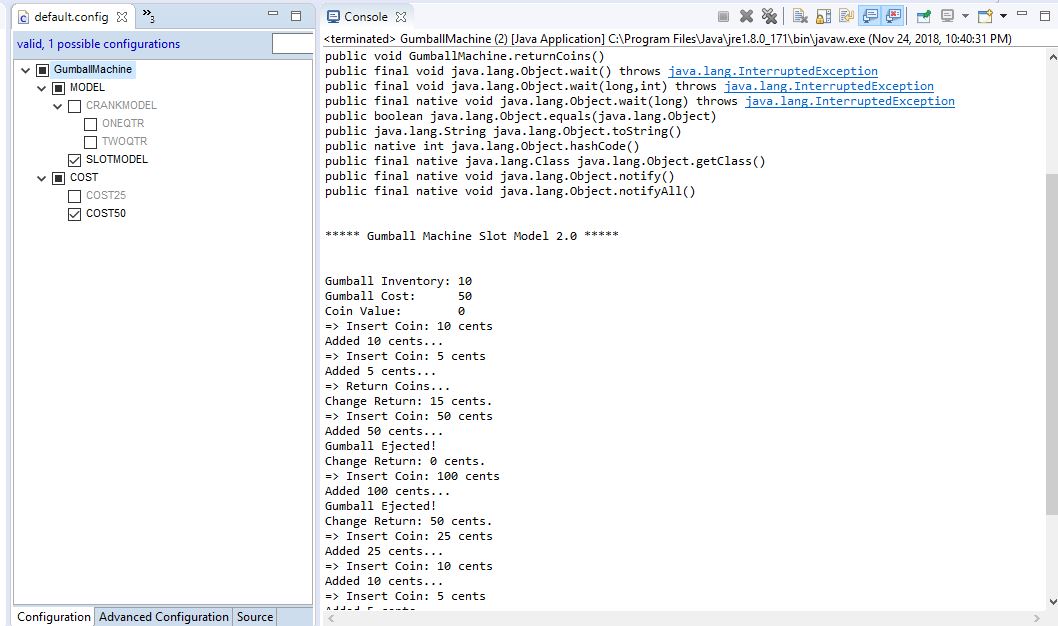 default.config
3
valid, 1 possible configurations
GumballMachine
MODEL
CRANKMODEL
ONEQTR
TWOQTR
SLOTMODEL
COST
COST25
COST50
Configuration Advanced Configuration Source
Console
<terminated> GumballMachine (2) [Java Application] C:\Program Files\Java\jre1.8.0_171\bin\javaw.exe (Nov 24, 2018, 10:40:31 PM)
public void GumballMachine.returnCoins()
public final void java.lang.Object.wait() throws java.lang.InterruptedException
public final void java.lang.Object.wait(long,int) throws java.lang.InterruptedException
public final native void java.lang.Object.wait(long) throws java.lang.InterruptedException
public boolean java.lang.Object.equals(java.lang.Object)
public java.lang.String java.lang.Object.toString()
public native int java.lang.Object.hashCode()
public final native java.lang.Class java.lang.Object.getClass()
public final native void java.lang.Object.notify()
public final native void java.lang.Object.notifyAll()
***** Gumball Machine Slot Model 2.0 *****
Gumball Inventory: 10
Gumball Cost: 50
Coin Value: 0
=> Insert Coin: 10 cents
Added 10 cents...
=> Insert Coin: 5 cents
Added 5 cents...
=> Return Coins...
Change Return: 15 cents.
=> Insert Coin: 50 cents
Added 50 cents...
Gumball Ejected!
Change Return: 0 cents.
=> Insert Coin: 100 cents
Added 100 cents...
Gumball Ejected!
Change Return: 50 cents.
=> Insert Coin: 25 cents
Added 25 cents...
=> Insert Coin: 10 cents
Added 10 cents...
=> Insert Coin: 5 cents
Added 5 cents